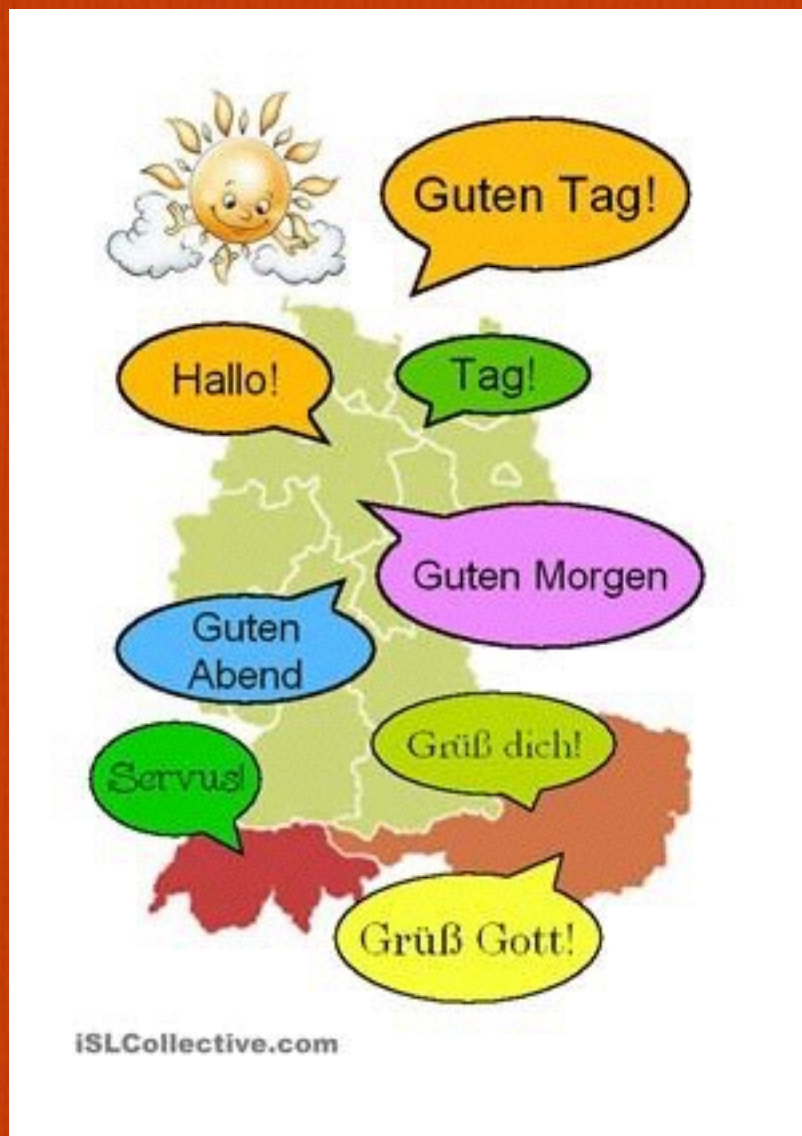 Guten Tag!
Hallo!
Tag!
Guten Morgen
Guten
Abend
Grüß dich!
Servus!
Grüß Gott!
iSLCollective.com